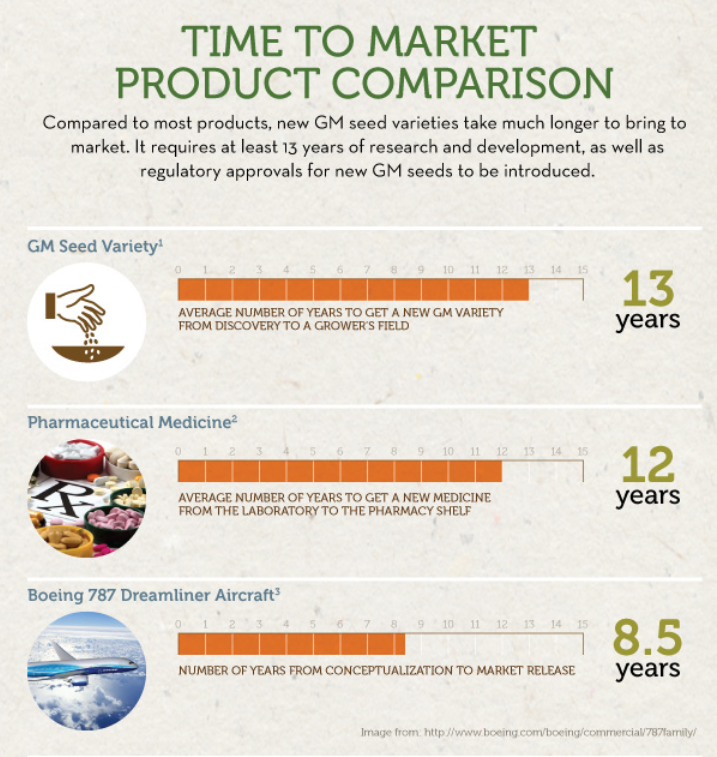 TIME TO MARKET
PRODUCT COMPARISON
Compared to most products, new GM seed varieties take much longer to bring to
market. It requires at least 13 years of research and development, as well as
regulatory approvals for new GM seeds to be introduced.
GM Seed Variety¹
0 1 2 3 4 5 6 7 8 9 10 11 12 13 14 15
AVERAGE NUMBER OF YEARS TO GET A NEW GM VARIETY
FROM DISCOVERY TO A GROWER'S FIELD
13
years
Pharmaceutical Medicine²
Rx
0 1 2 3 4 5 6 7 8 9 10 11 12 13 14 15
AVERAGE NUMBER OF YEARS TO GET A NEW MEDICINE
FROM THE LABORATORY TO THE PHARMACY SHELF
12
years
Boeing 787 Dreamliner Aircraft³
0 1 2 3 4 5 6 7 8 9 10 11 12 13 14 15
NUMBER OF YEARS FROM CONCEPTUALIZATION TO MARKET RELEASE
8.5
years
Image from: http://www.boeing.com/boeing/commercial/787family/